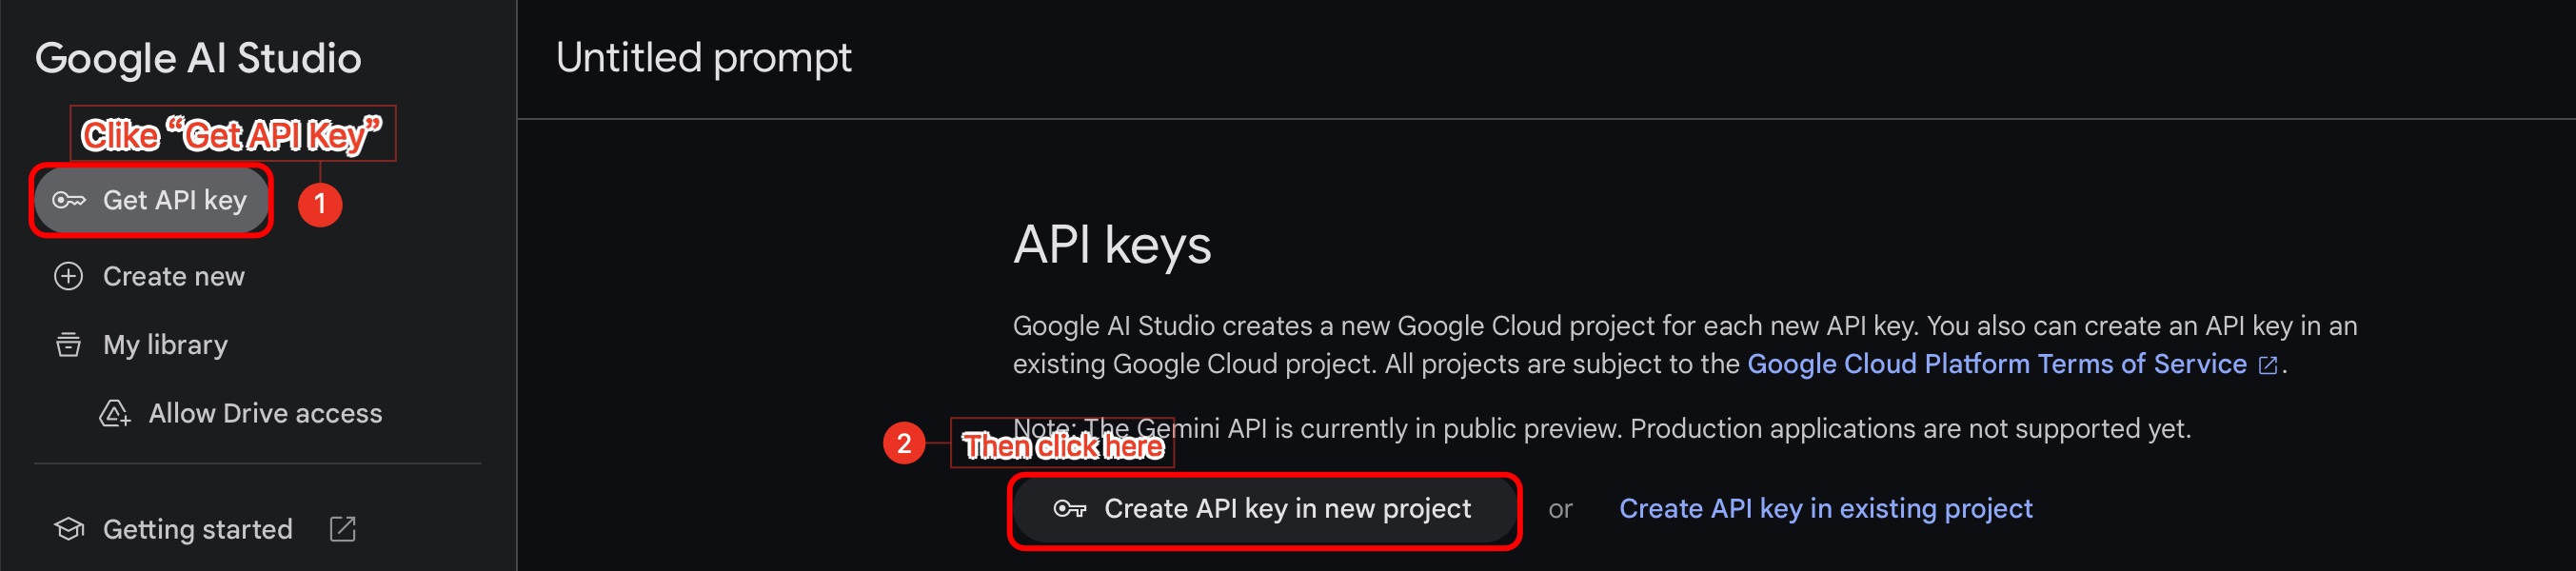 Google AI Studio
Clike “Get API Key”
Get API key
1
Create new
My library
Allow Drive access
Getting started
Untitled prompt
API keys
Google AI Studio creates a new Google Cloud project for each new API key. You also can create an API key in an
existing Google Cloud project. All projects are subject to the Google Cloud Platform Terms of Service.
Note: The Gemini API is currently in public preview. Production applications are not supported yet.
2
Then click here
Create API key in new project or Create API key in existing project